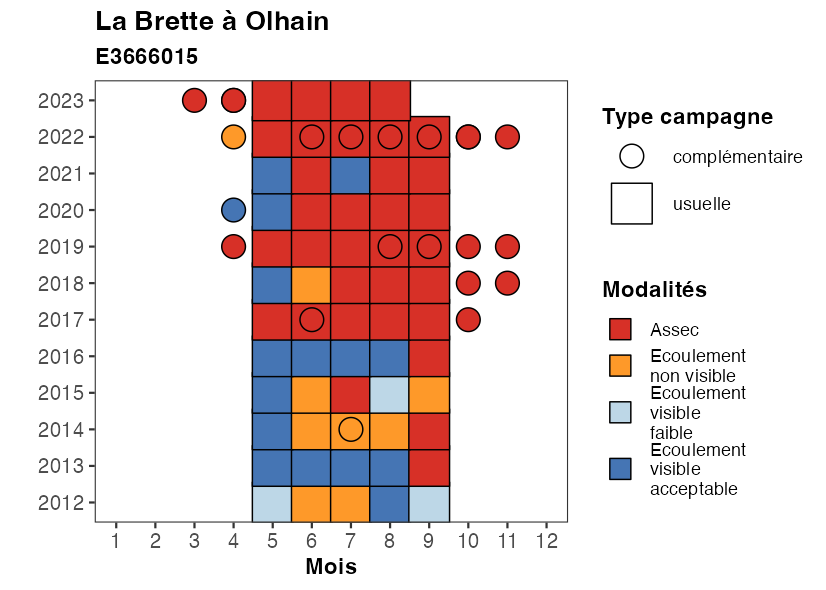 La Brette à Olhain
E3666015
2023
2022
2021
2020
2019
2018
2017
2016
2015
2014
2013
2012
1 2 3 4 5 6 7 8 9 10 11 12
Mois
Type campagne
complémentaire
usuelle
Modalités
Assec
Ecoulement
non visible
Ecoulement
visible
faible
Ecoulement
visible
acceptable